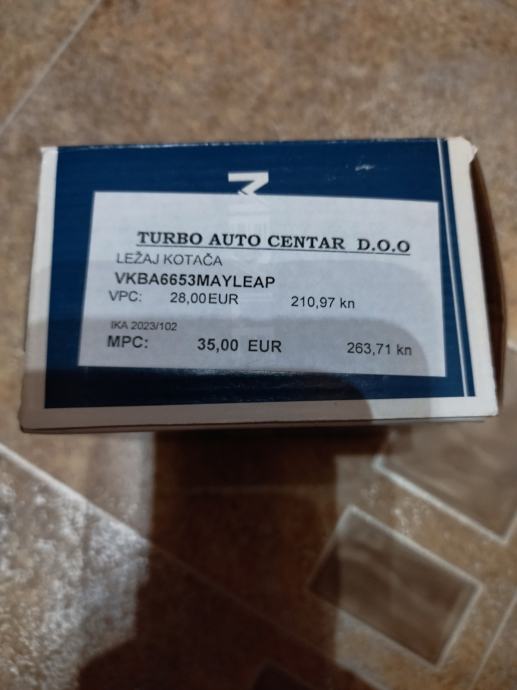 TURBO AUTO CENTAR D.O.O
LEŽAJ KOTAČA
VKBA6653MAYLEAP
VPC: 28,00EUR 210,97 kn
IKA 2023/102
MPC: 35,00 EUR 263,71 kn